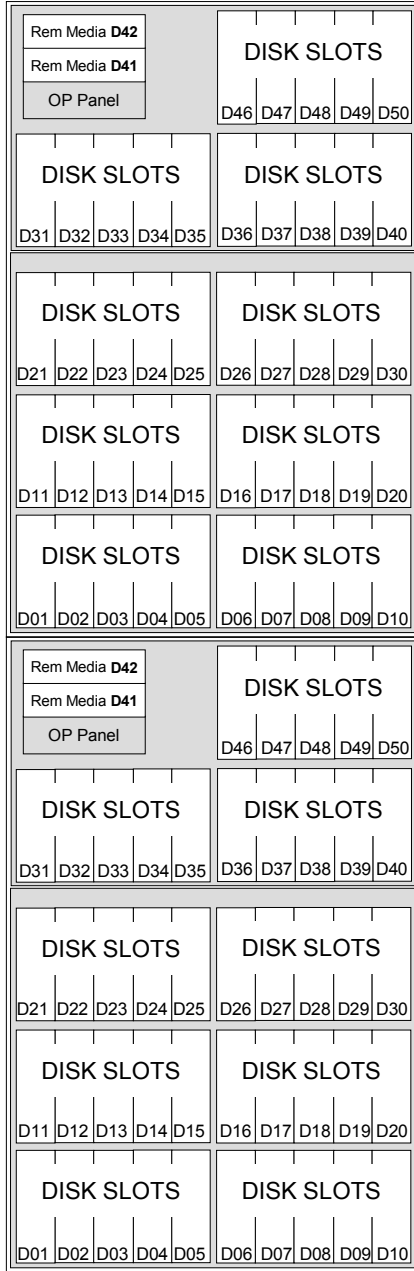 Rem Media D42
Rem Media D41
OP Panel
DISK SLOTS
D46 D47 D48 D49 D50
DISK SLOTS
D31 D32 D33 D34 D35
DISK SLOTS
D36 D37 D38 D39 D40
DISK SLOTS
D21 D22 D23 D24 D25
DISK SLOTS
D26 D27 D28 D29 D30
DISK SLOTS
D11 D12 D13 D14 D15
DISK SLOTS
D16 D17 D18 D19 D20
DISK SLOTS
D01 D02 D03 D04 D05
DISK SLOTS
D06 D07 D08 D09 D10
Rem Media D42
Rem Media D41
OP Panel
DISK SLOTS
D46 D47 D48 D49 D50
DISK SLOTS
D31 D32 D33 D34 D35
DISK SLOTS
D36 D37 D38 D39 D40
DISK SLOTS
D21 D22 D23 D24 D25
DISK SLOTS
D26 D27 D28 D29 D30
DISK SLOTS
D11 D12 D13 D14 D15
DISK SLOTS
D16 D17 D18 D19 D20
DISK SLOTS
D01 D02 D03 D04 D05
DISK SLOTS
D06 D07 D08 D09 D10